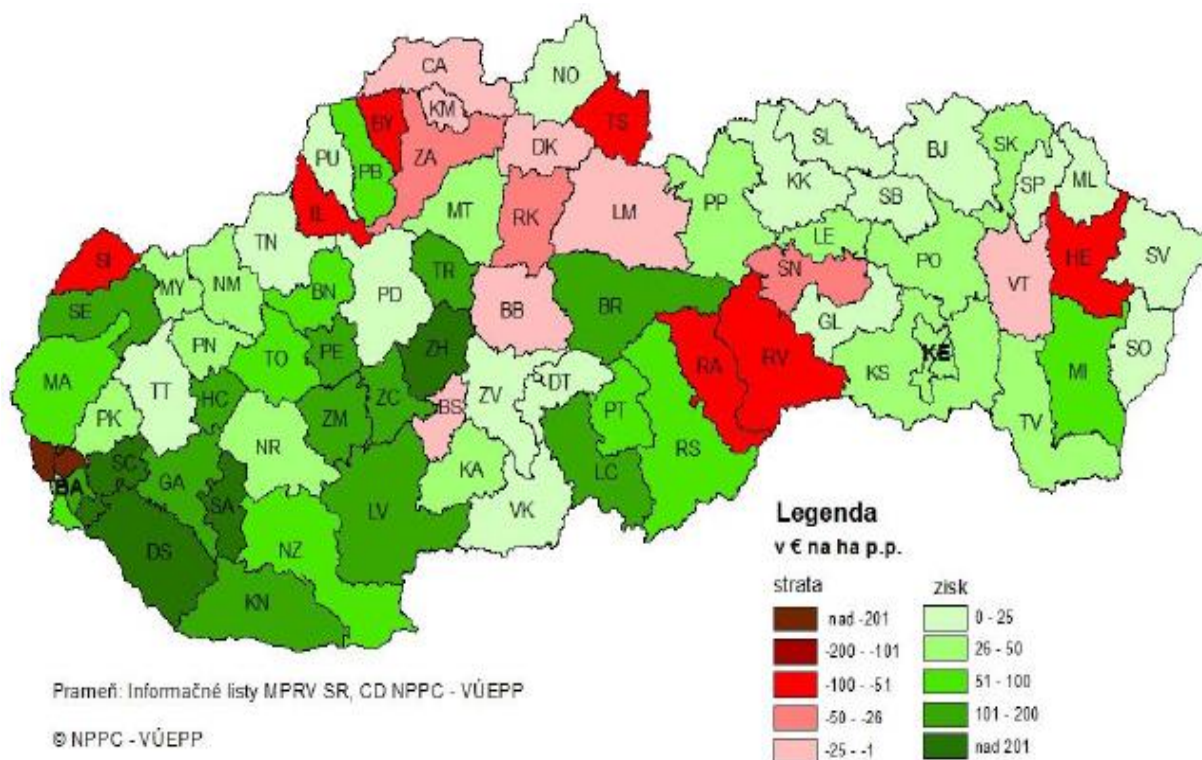 CA
NO
KM
BY
TS
PU
PB
ZA
DK
SL
BJ
SK
KK
SP
ML
SB
PP
IL
MT
RK
LM
TN
LE
SI
PO
HE
SV
SN
VT
MY
NM
BN
PD
TR
BB
BR
SE
GL
SO
PN
TO
PE
ZH
RA
RV
KE
KS
MI
MA
TT
HC
ZM
ZC
BS
ZV
DT
PT
PK
NR
TV
KA
RS
SC
BA
GA
SA
LV
LC
VK
DS
NZ
KN
Legenda
v € na ha p.p.
strata
zisk
nad -201
0 - 25
-200 - -101
26 - 50
-100 - -51
51 - 100
-50 - -26
101 - 200
-25 - -1
nad 201
Prameň: Informačné listy MPRV SR, CD NPPC - VÚEPP
© NPPC - VÚEPP